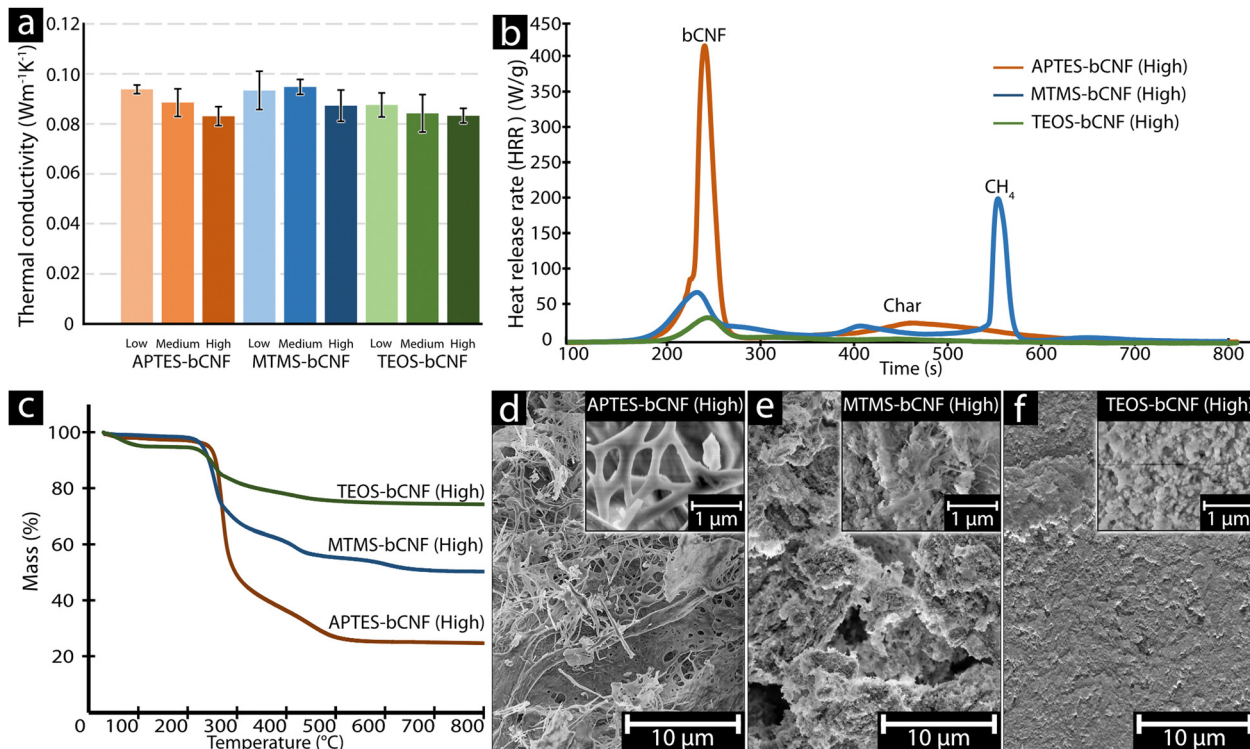 a
Thermal conductivity (Wm⁻¹K⁻¹)
0.12
0.10
0.08
0.06
0.04
0.02
0
Low Medium High Low Medium High Low Medium High
APTES-bCNF MTMS-bCNF TEOS-bCNF
b
Heat release rate (HRR ) (W/g)
450
400
350
300
250
200
150
100
50
0
bCNF
APTES-bCNF (High)
MTMS-bCNF (High)
TEOS-bCNF (High)
CH₄
Char
100 200 300 400 500 600 700 800
Time (s)
c
Mass (%)
100
80
60
40
20
TEOS-bCNF (High)
MTMS-bCNF (High)
APTES-bCNF (High)
0 100 200 300 400 500 600 700 800
Temperature (°C)
d
APTES-bCNF (High)
1 μm
10 μm
e
MTMS-bCNF (High)
1 μm
10 μm
f
TEOS-bCNF (High)
1 μm
10 μm